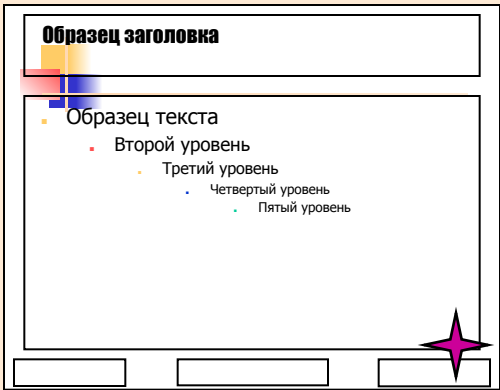 Образец заголовка
Образец текста
Второй уровень
Третий уровень
Четвертый уровень
Пятый уровень